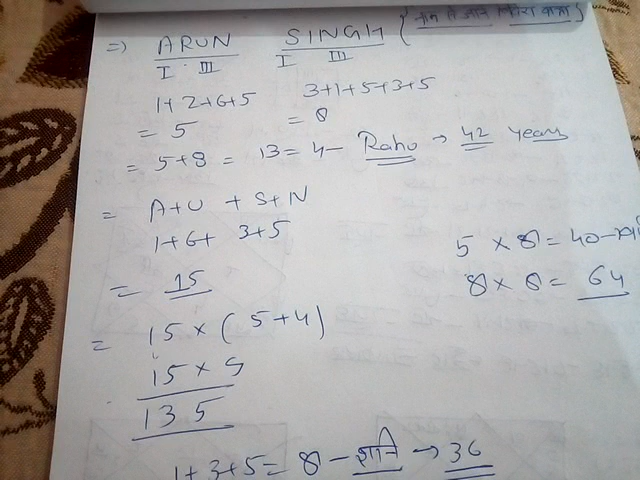 => ARUN SINGH { नाम से जाने
I III I III
1+2+6+5 3+1+5+3+5
= 5 = 8
= 5+8 = 13 = 4 - Rahu → 42 years
= A+U + S+N
1+6+ 3+5
5 × 8 = 40 -
= 15
8 × 8 = 64
= 15 × ( 5+4 )
15 × 9
135
1+3+5 = 8 - शनि → 36